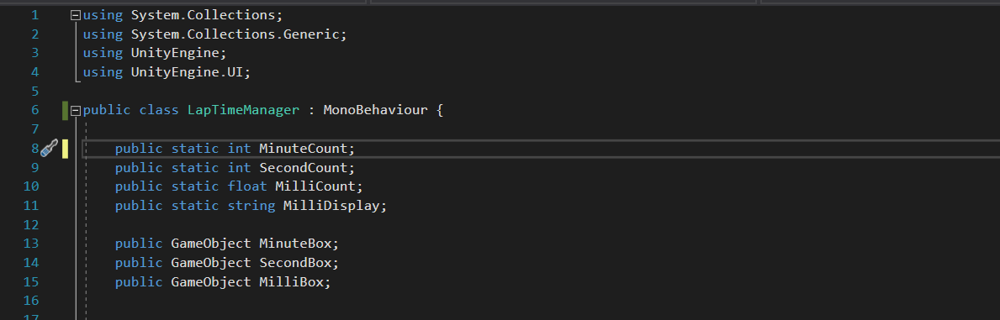 1 using System.Collections;
2 using System.Collections.Generic;
3 using UnityEngine;
4 using UnityEngine.UI;
5
6 public class LapTimeManager : MonoBehaviour {
7
8 public static int MinuteCount;
9 public static int SecondCount;
10 public static float MilliCount;
11 public static string MilliDisplay;
12
13 public GameObject MinuteBox;
14 public GameObject SecondBox;
15 public GameObject MilliBox;
16
17